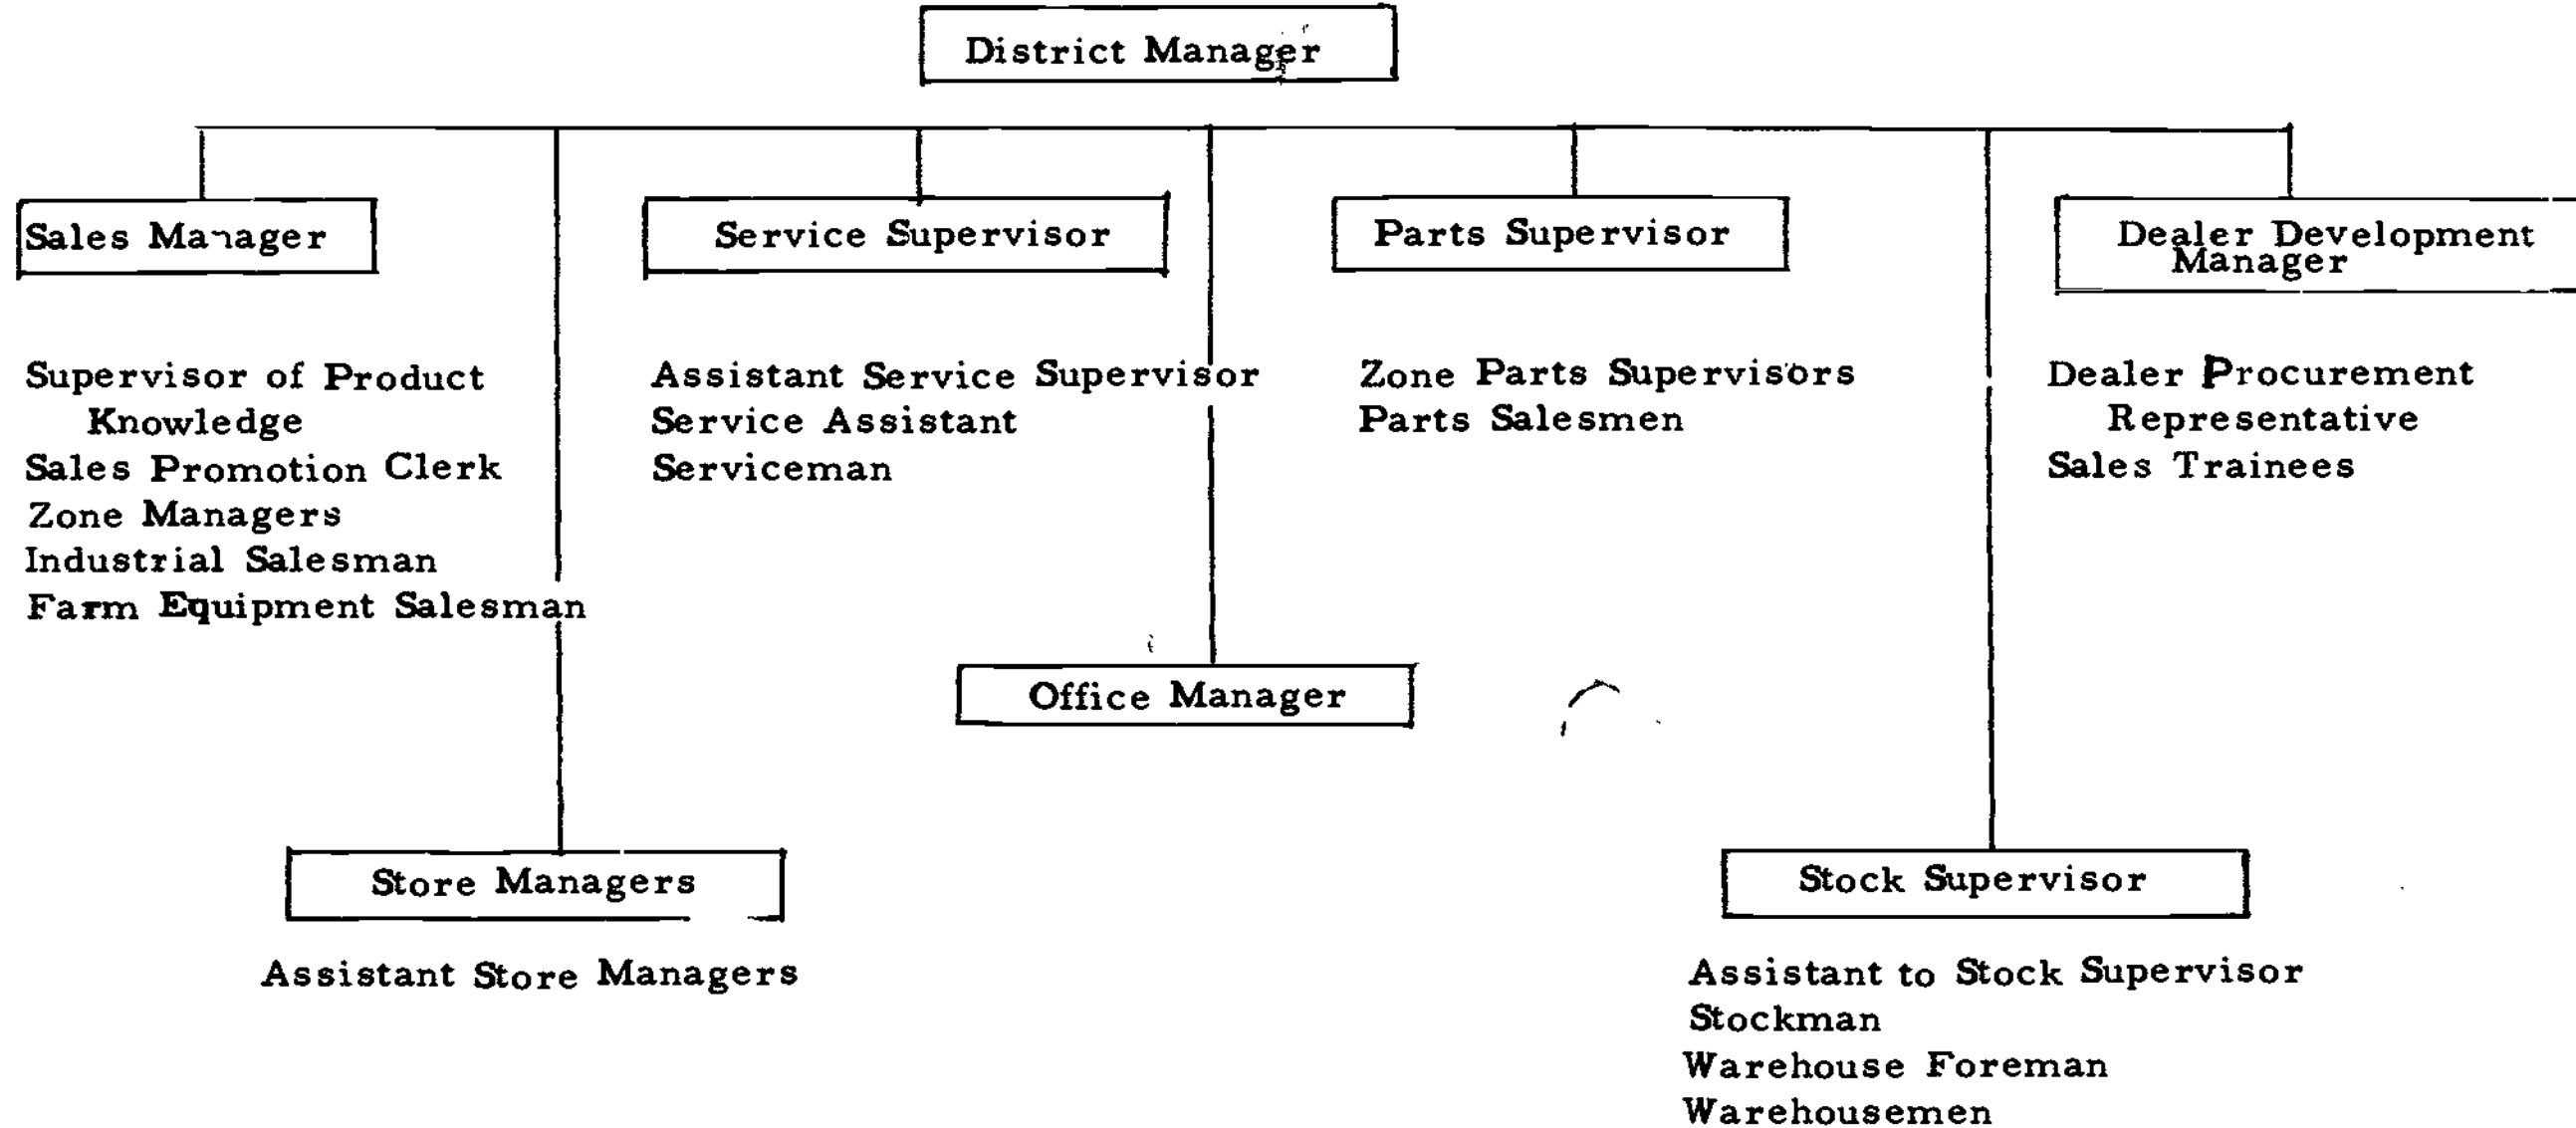 District Manager
Sales Manager
Service Supervisor
Parts Supervisor
Dealer Development
Manager
Supervisor of Product
Knowledge
Sales Promotion Clerk
Zone Managers
Industrial Salesman
Farm Equipment Salesman
Assistant Service Supervisor
Service Assistant
Serviceman
Zone Parts Supervisors
Parts Salesmen
Dealer Procurement
Representative
Sales Trainees
Office Manager
Store Managers
Assistant Store Managers
Stock Supervisor
Assistant to Stock Supervisor
Stockman
Warehouse Foreman
Warehousemen